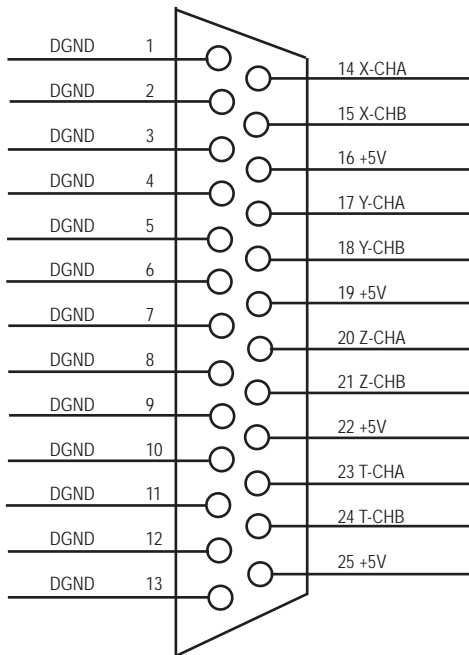 DGND 1
DGND 2
DGND 3
DGND 4
DGND 5
DGND 6
DGND 7
DGND 8
DGND 9
DGND 10
DGND 11
DGND 12
DGND 13
14 X-CHA
15 X-CHB
16 +5V
17 Y-CHA
18 Y-CHB
19 +5V
20 Z-CHA
21 Z-CHB
22 +5V
23 T-CHA
24 T-CHB
25 +5V